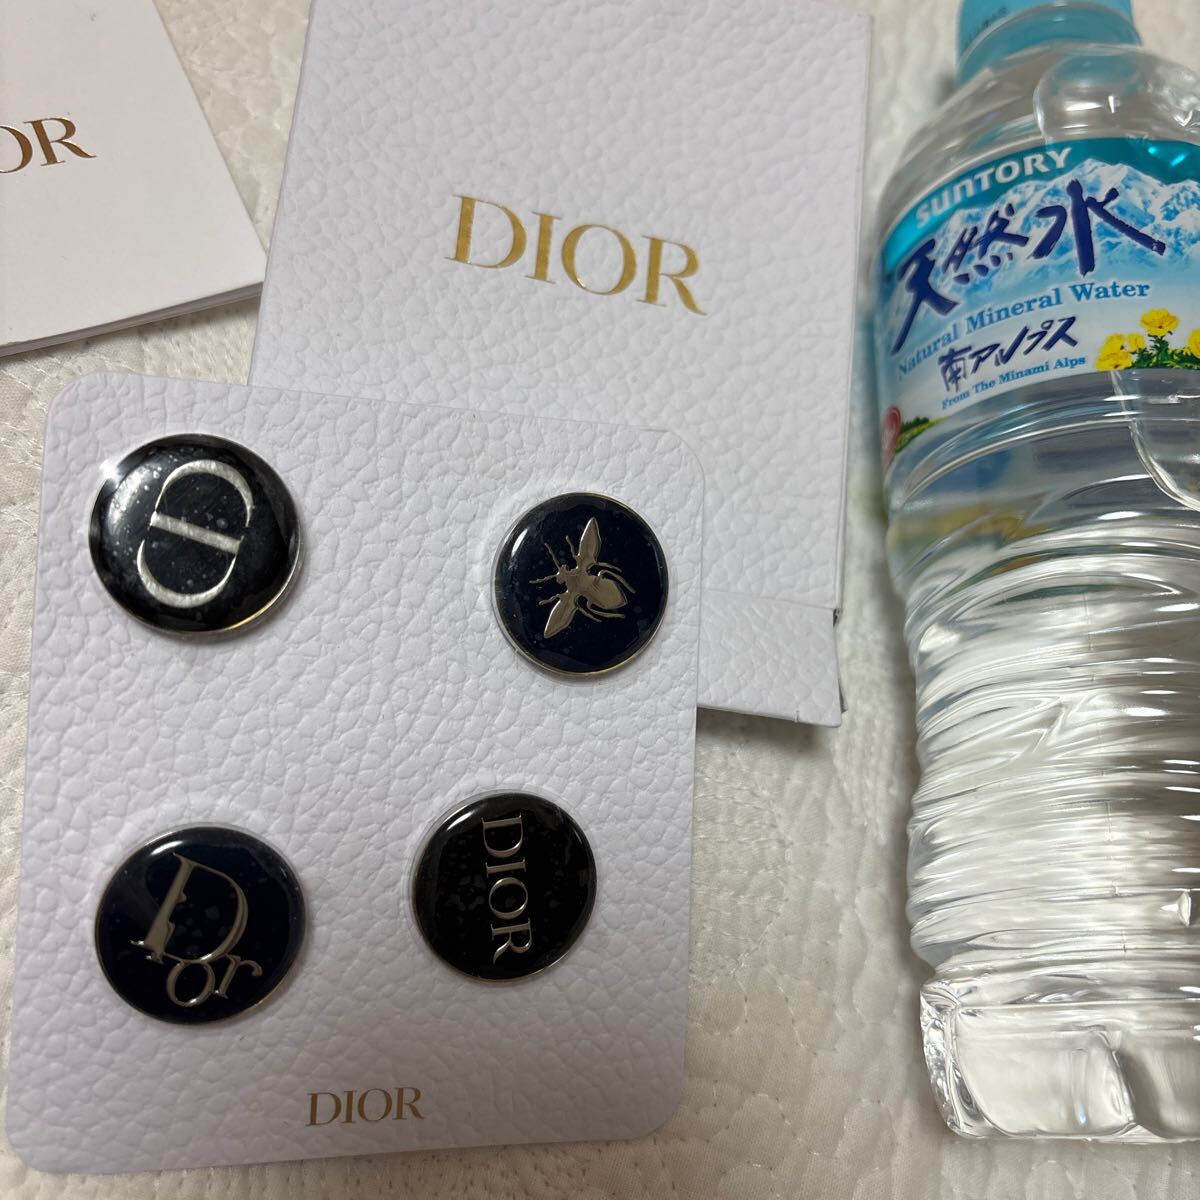 OR
DIOR
SUNTORY
天然水
Natural Mineral Water
南アルプス
From The Minami Alps
CD
Dior
DIOR
DIOR